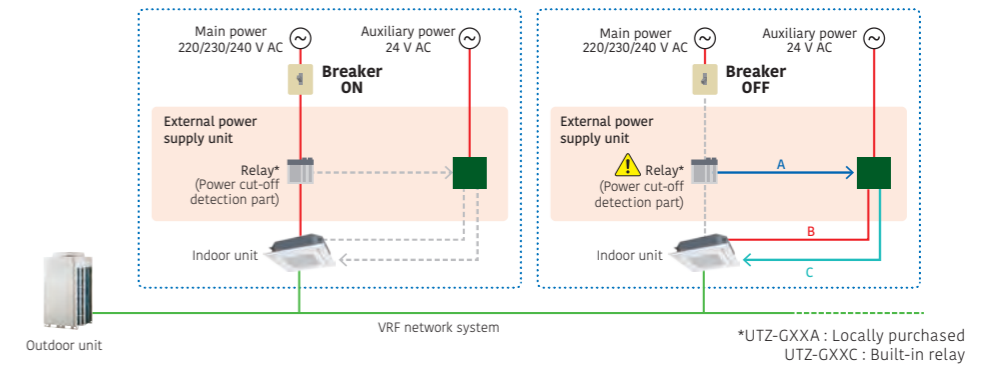 Main power
220/230/240 V AC
Auxiliary power
24 V AC
Breaker
ON
External power
supply unit
Relay*
(Power cut-off
detection part)
Indoor unit
Main power
220/230/240 V AC
Auxiliary power
24 V AC
Breaker
OFF
External power
supply unit
Relay*
(Power cut-off
detection part)
A
B
C
Indoor unit
Outdoor unit
VRF network system
*UTZ-GXXA : Locally purchased
UTZ-GXXC : Built-in relay